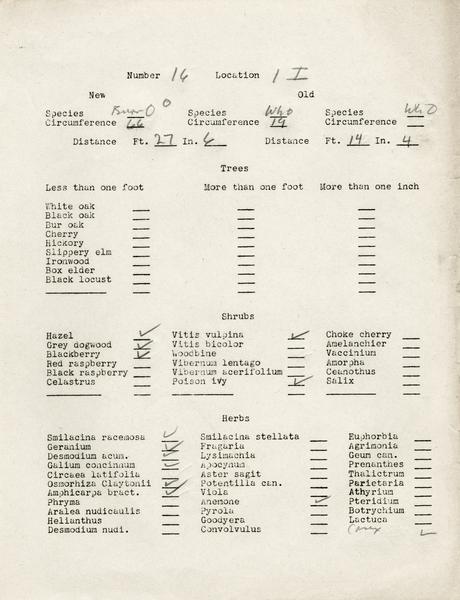 Number 16 Location 1 I
New Old
Species Burr O Species Wh O Species Wh O
Circumference 66 Circumference 19 Circumference
Distance Ft. 27 In. 6 Distance Ft. 14 In. 4
Trees
Less than one foot More than one foot More than one inch
White oak
Black oak
Bur oak
Cherry
Hickory
Slippery elm
Ironwood
Box elder
Black locust
Shrubs
Hazel ✓ Vitis vulpina ✓ Choke cherry
Grey dogwood ✓ Vitis bicolor Amelanchier
Blackberry ✓ Woodbine Vaccinium
Red raspberry Vibernum lentago Amorpha
Black raspberry Vibernum acerifolium Ceanothus
Celastrus Poison ivy ✓ Salix
Herbs
Smilacina racemosa ✓ Smilacina stellata Euphorbia
Geranium ✓ Fragaria Agrimonia
Desmodium acum. ✓ Lysimachia Geum can.
Galium concinnum ✓ Apocynum Prenanthes
Circaea latifolia Aster sagit Thalictrum
Osmorhiza Claytonii ✓ Potentilla can. Parietaria
Amphicarpa bract. ✓ Viola Athyrium
Phryma Anemone ✓ Pteridium
Aralea nudicaulis Pyrola Botrychium
Helianthus Goodyera Lactuca
Desmodium nudi. Convolvulus Carex ✓